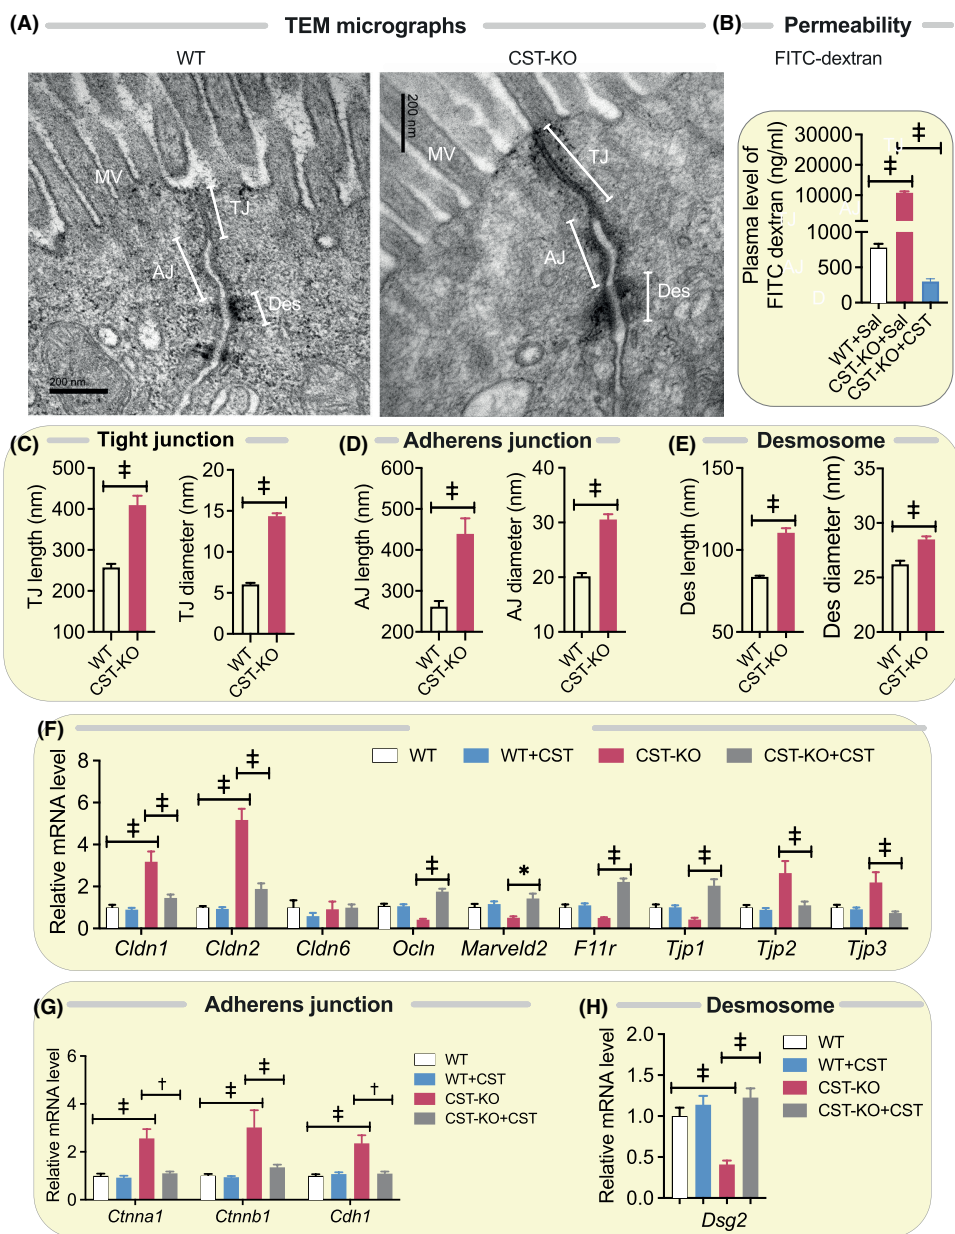 (A) TEM micrographs
WT
CST-KO
MV
TJ
AJ
Des
200 nm
200 nm
MV
TJ
AJ
Des
(B) Permeability
FITC-dextran
Plasma level of
FITC dextran (ng/ml)
30000
20000
10000
1000
500
0
‡
‡
TJ
AJ
D
WT+Sal
CST-KO+Sal
CST-KO+CST
(C) Tight junction
TJ length (nm)
500
400
300
200
100
‡
WT
CST-KO
TJ diameter (nm)
20
15
10
5
0
‡
WT
CST-KO
(D) Adherens junction
AJ length (nm)
600
500
400
300
200
‡
WT
CST-KO
AJ diameter (nm)
40
30
20
10
‡
WT
CST-KO
(E) Desmosome
Des length (nm)
150
100
50
‡
WT
CST-KO
Des diameter (nm)
35
30
25
20
‡
WT
CST-KO
(F)
WT WT+CST CST-KO CST-KO+CST
Relative mRNA level
8
6
4
2
0
‡ ‡ ‡ ‡ ‡ * ‡ ‡ ‡ ‡
Cldn1 Cldn2 Cldn6 Ocln Marveld2 F11r Tjp1 Tjp2 Tjp3
(G) Adherens junction
Relative mRNA level
6
4
2
0
‡ † ‡ ‡ ‡ †
Ctnna1 Ctnnb1 Cdh1
WT
WT+CST
CST-KO
CST-KO+CST
(H) Desmosome
Relative mRNA level
2.0
1.5
1.0
0.5
0.0
‡ ‡
Dsg2
WT
WT+CST
CST-KO
CST-KO+CST